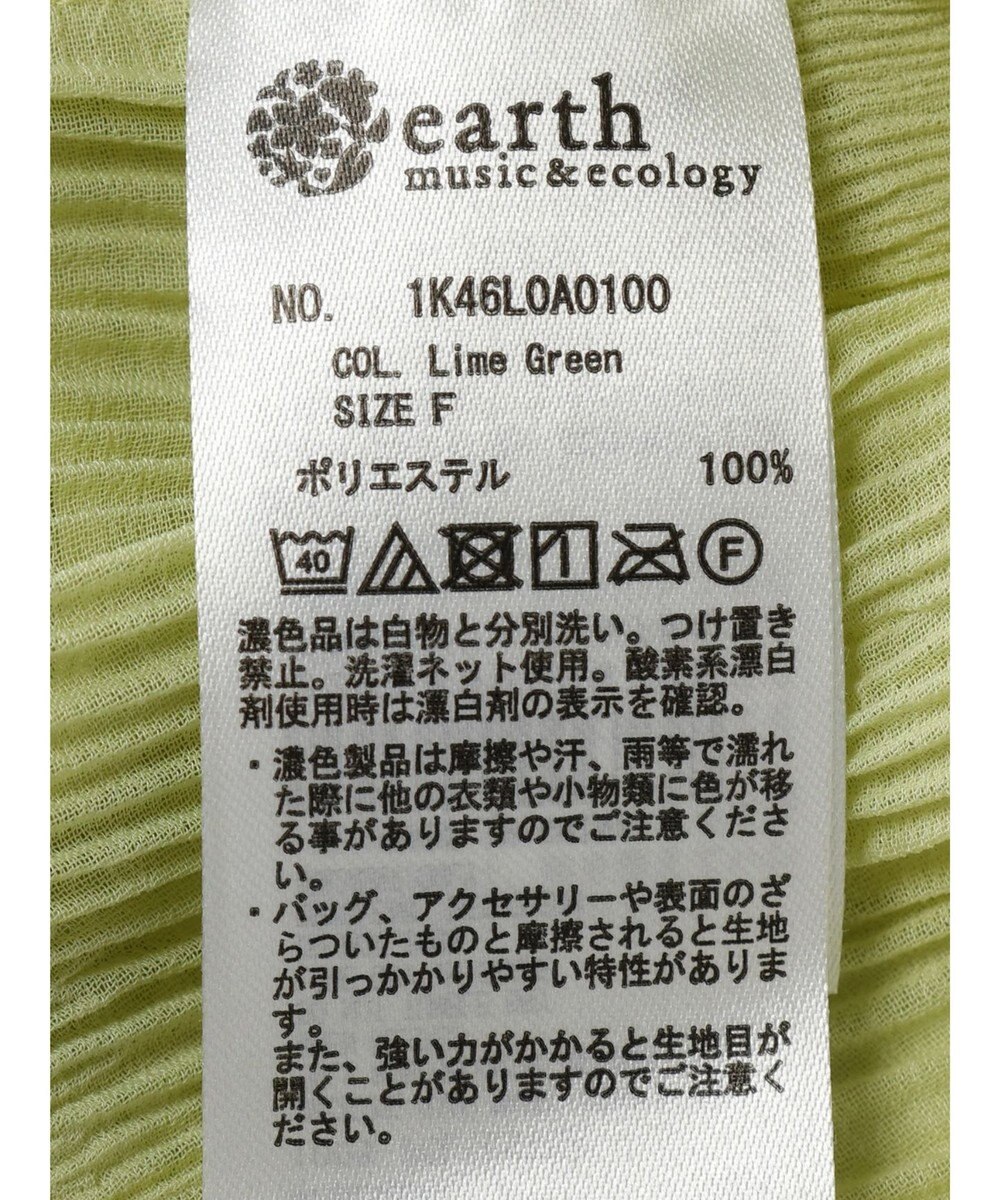 earth
music&ecology
NO. 1K46L0A0100
COL. Lime Green
SIZE F
ポリエステル 100%
40 F
濃色品は白物と分別洗い。つけ置き
禁止。洗濯ネット使用。酸素系漂白
剤使用時は漂白剤の表示を確認。
・濃色製品は摩擦や汗、雨等で濡れ
た際に他の衣類や小物類に色が移
る事がありますのでご注意くださ
い。
・バッグ、アクセサリーや表面のざ
らついたものと摩擦されると生地
が引っかかりやすい特性がありま
す。
また、強い力がかかると生地目が
開くことがありますのでご注意く
ださい。